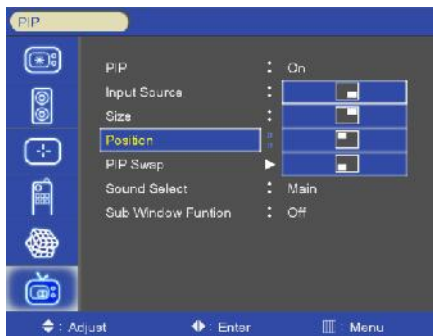 PIP
PIP : On
Input Source :
Size :
Position :
PIP Swap
Sound Select : Main
Sub Window Funtion : Off
: Adjust : Enter : Menu